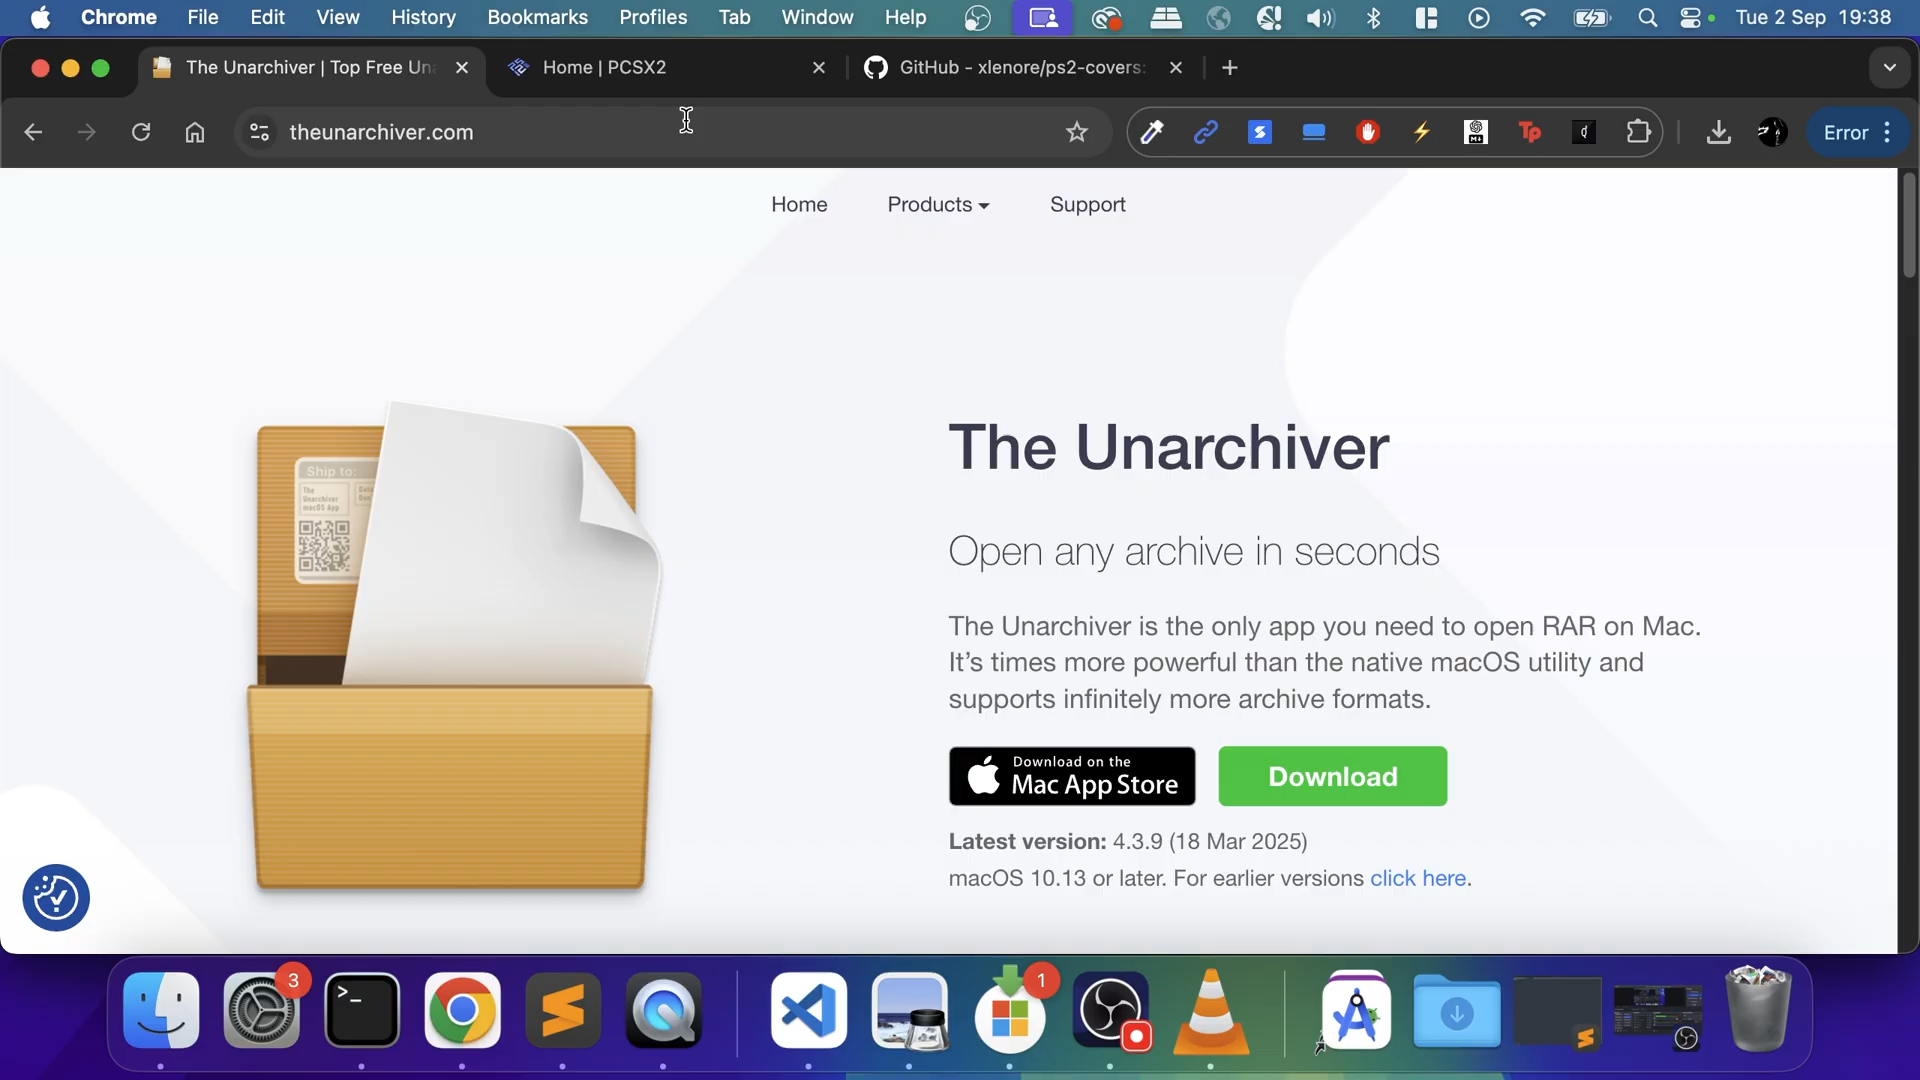 Chrome File Edit View History Bookmarks Profiles Tab Window Help Tue 2 Sep 19:38
The Unarchiver | Top Free Un Home | PCSX2 GitHub - xlenore/ps2-covers:
theunarchiver.com Error
Home Products Support
Ship to:
The
Unarchiver
macOS App
The Unarchiver
Open any archive in seconds
The Unarchiver is the only app you need to open RAR on Mac.
It’s times more powerful than the native macOS utility and
supports infinitely more archive formats.
Download on the
Mac App Store
Download
Latest version: 4.3.9 (18 Mar 2025)
macOS 10.13 or later. For earlier versions click here.
3
1